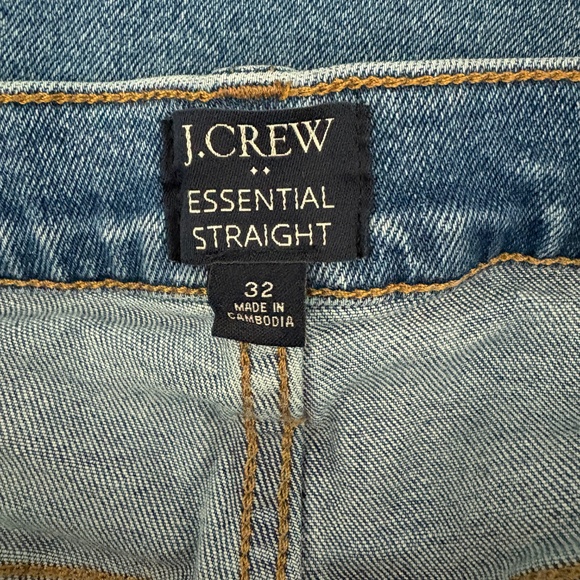 J.CREW
ESSENTIAL
STRAIGHT
32
MADE IN
CAMBODIA